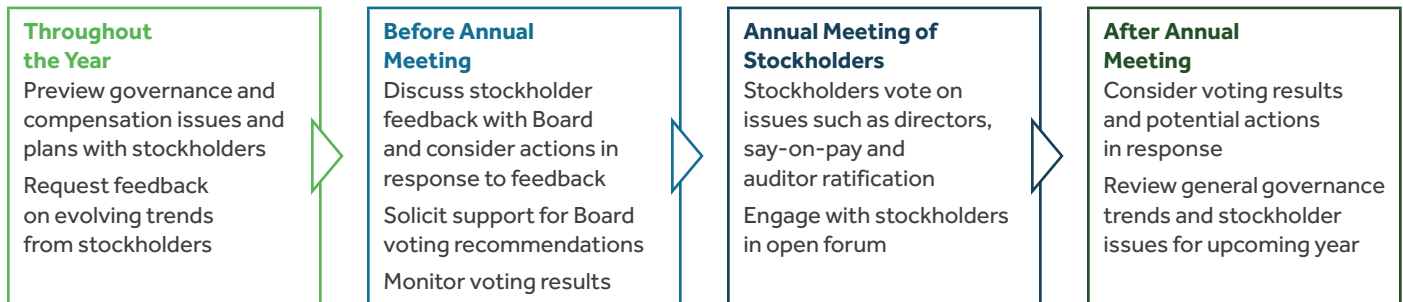 Throughout
the Year
Preview governance and
compensation issues and
plans with stockholders
Request feedback
on evolving trends
from stockholders
Before Annual
Meeting
Discuss stockholder
feedback with Board
and consider actions in
response to feedback
Solicit support for Board
voting recommendations
Monitor voting results
Annual Meeting of
Stockholders
Stockholders vote on
issues such as directors,
say-on-pay and
auditor ratification
Engage with stockholders
in open forum
After Annual
Meeting
Consider voting results
and potential actions
in response
Review general governance
trends and stockholder
issues for upcoming year